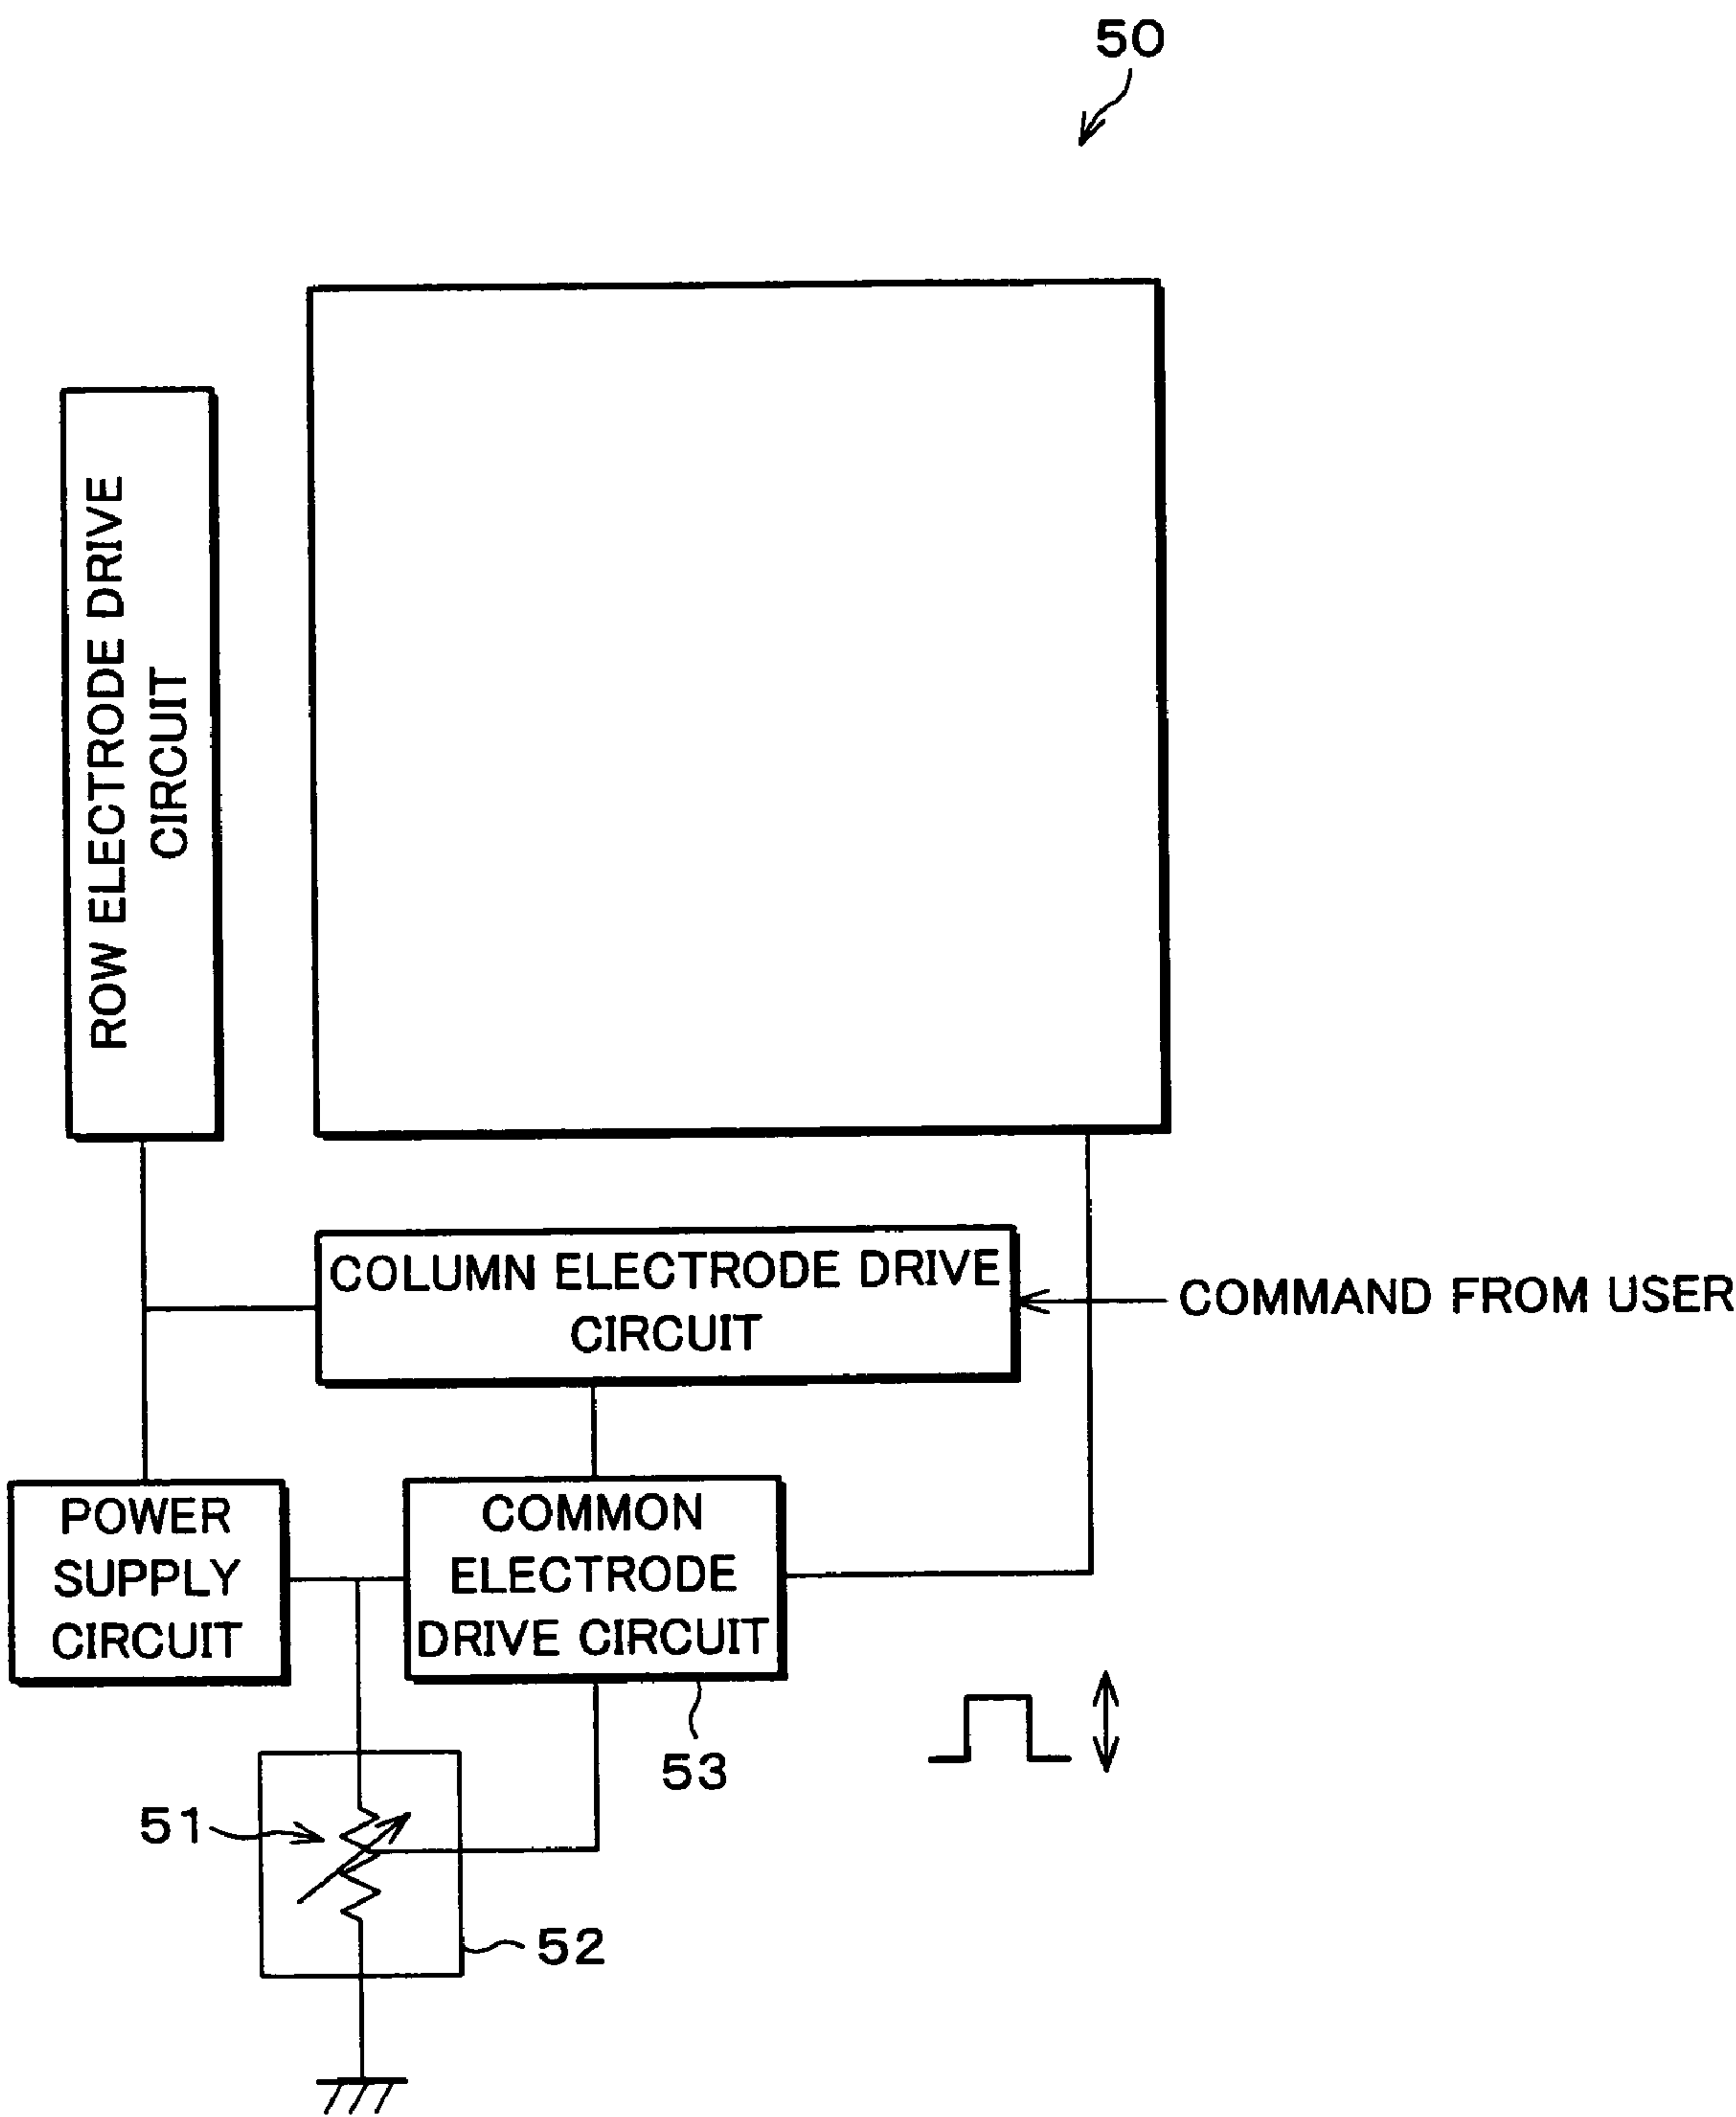 50
ROW ELECTRODE DRIVE
CIRCUIT
COLUMN ELECTRODE DRIVE
CIRCUIT
COMMAND FROM USER
POWER
SUPPLY
CIRCUIT
COMMON
ELECTRODE
DRIVE CIRCUIT
53
51
52